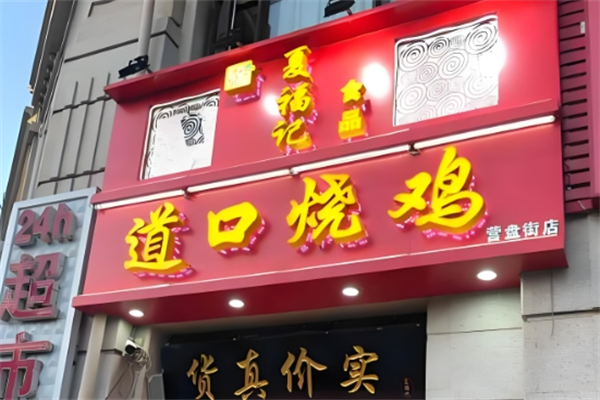 夏福记
食品
道口烧鸡
营盘街店
24h
超市
货真价实